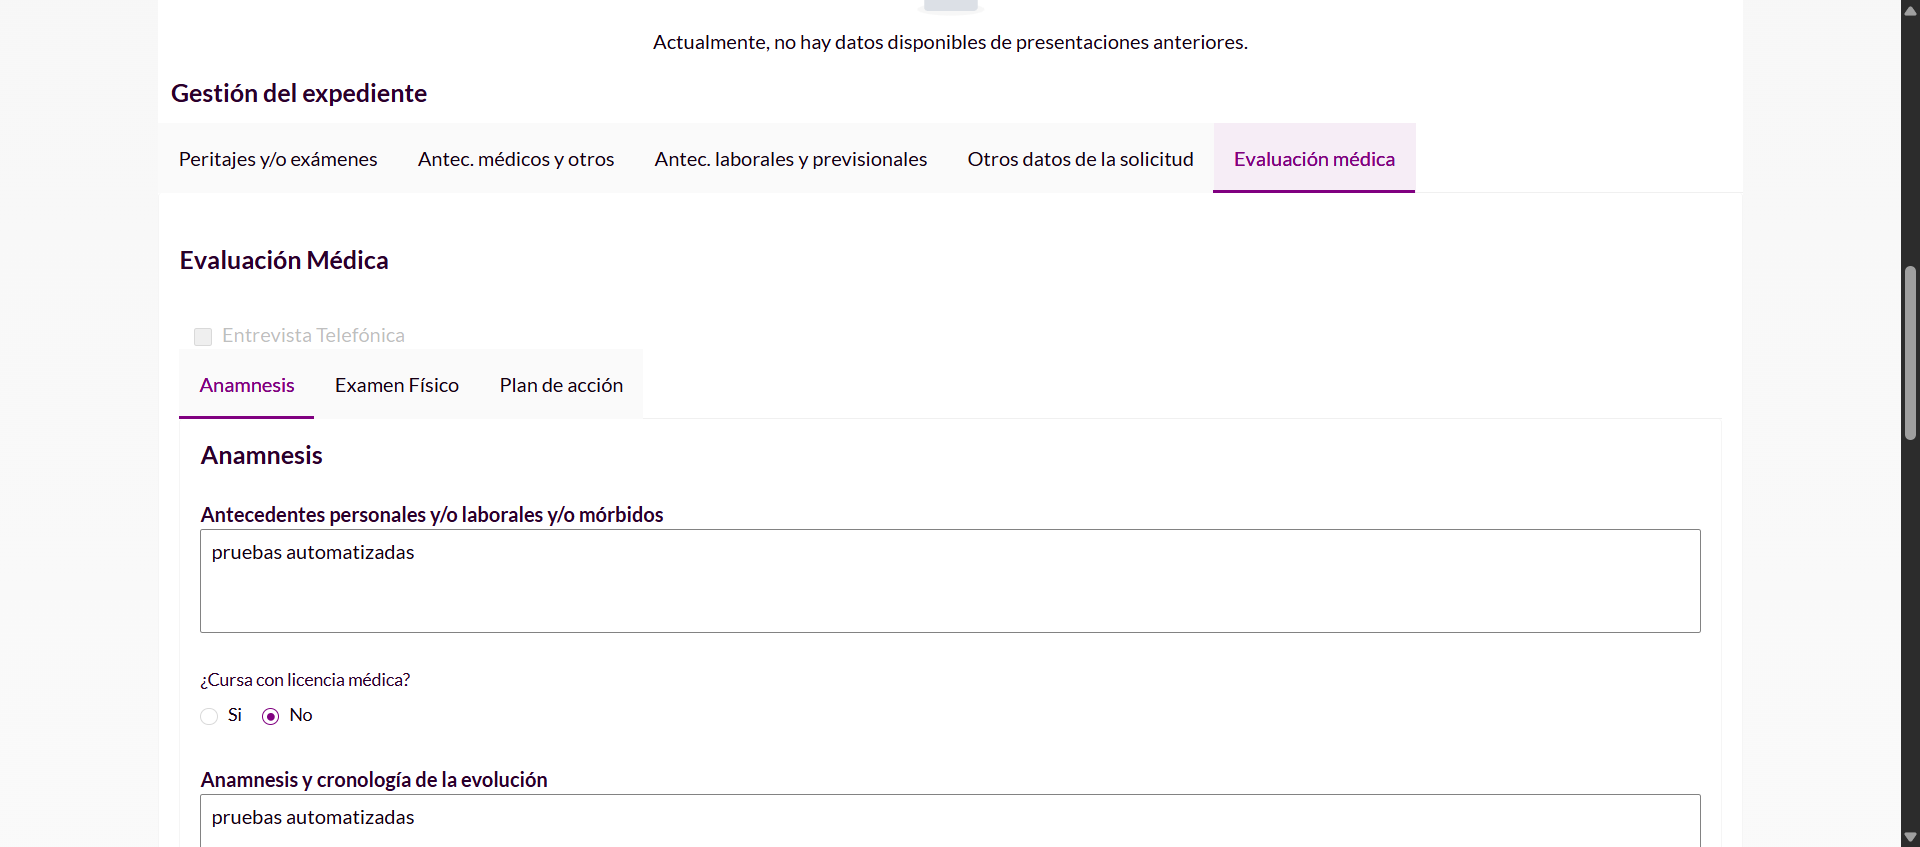 Actualmente, no hay datos disponibles de presentaciones anteriores.
Gestión del expediente
Peritajes y/o exámenes Antec. médicos y otros Antec. laborales y previsionales Otros datos de la solicitud Evaluación médica
Evaluación Médica
Entrevista Telefónica
Anamnesis Examen Físico Plan de acción
Anamnesis
Antecedentes personales y/o laborales y/o mórbidos
pruebas automatizadas
¿Cursa con licencia médica?
Si No
Anamnesis y cronología de la evolución
pruebas automatizadas